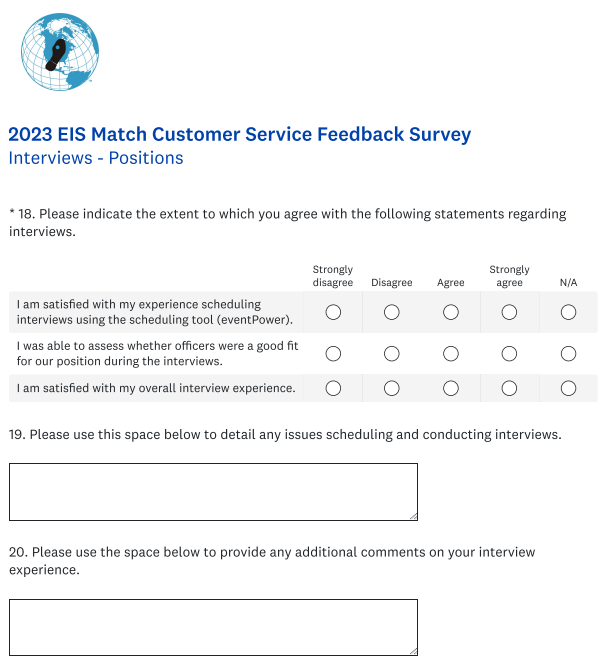 2023 EIS Match Customer Service Feedback Survey
Interviews - Positions
* 18. Please indicate the extent to which you agree with the following statements regarding
interviews.
Strongly disagree Disagree Agree Strongly agree N/A
I am satisfied with my experience scheduling
interviews using the scheduling tool (eventPower).
I was able to assess whether officers were a good fit
for our position during the interviews.
I am satisfied with my overall interview experience.
19. Please use this space below to detail any issues scheduling and conducting interviews.
20. Please use the space below to provide any additional comments on your interview
experience.